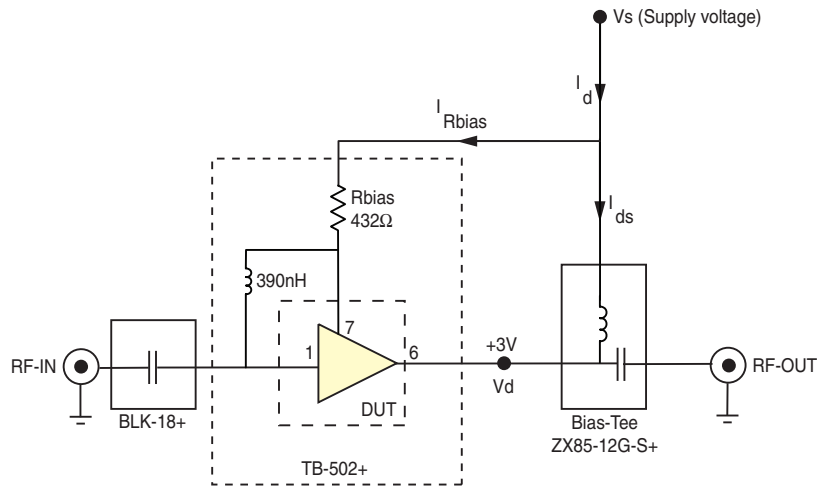 Vs (Supply voltage)
I
d
I
Rbias
Rbias
432Ω
I
ds
390nH
7
1
6
+3V
Vd
RF-IN
RF-OUT
DUT
BLK-18+
Bias-Tee
ZX85-12G-S+
TB-502+